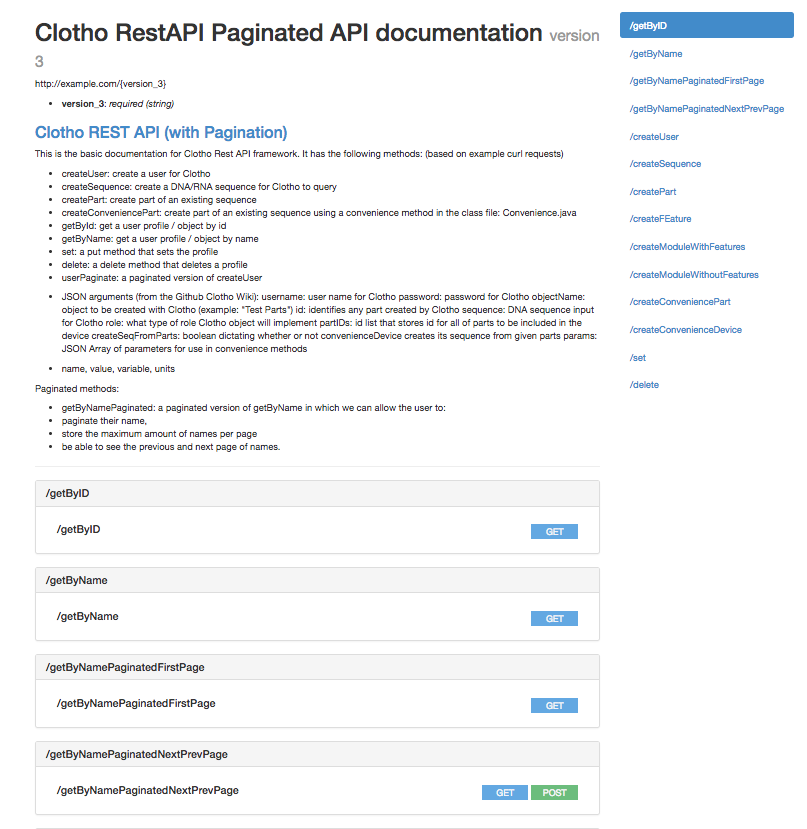 Clotho RestAPI Paginated API documentation version
3
http://example.com/{version_3}
• version_3: required (string)
Clotho REST API (with Pagination)
This is the basic documentation for Clotho Rest API framework. It has the following methods: (based on example curl requests)
• createUser: create a user for Clotho
• createSequence: create a DNA/RNA sequence for Clotho to query
• createPart: create part of an existing sequence
• createConveniencePart: create part of an existing sequence using a convenience method in the class file: Convenience.java
• getById: get a user profile / object by id
• getByName: get a user profile / object by name
• set: a put method that sets the profile
• delete: a delete method that deletes a profile
• userPaginate: a paginated version of createUser
• JSON arguments (from the Github Clotho Wiki): username: user name for Clotho password: password for Clotho objectName:
object to be created with Clotho (example: "Test Parts") id: identifies any part created by Clotho sequence: DNA sequence input
for Clotho role: what type of role Clotho object will implement partIDs: id list that stores id for all of parts to be included in the
device createSeqFromParts: boolean dictating whether or not convenienceDevice creates its sequence from given parts params:
JSON Array of parameters for use in convenience methods
• name, value, variable, units
Paginated methods:
• getByNamePaginated: a paginated version of getByName in which we can allow the user to:
• paginate their name,
• store the maximum amount of names per page
• be able to see the previous and next page of names.
/getByID
/getByID GET
/getByName
/getByName GET
/getByNamePaginatedFirstPage
/getByNamePaginatedFirstPage GET
/getByNamePaginatedNextPrevPage
/getByNamePaginatedNextPrevPage GET POST
/getByID
/getByName
/getByNamePaginatedFirstPage
/getByNamePaginatedNextPrevPage
/createUser
/createSequence
/createPart
/createFEature
/createModuleWithFeatures
/createModuleWithoutFeatures
/createConveniencePart
/createConvenienceDevice
/set
/delete